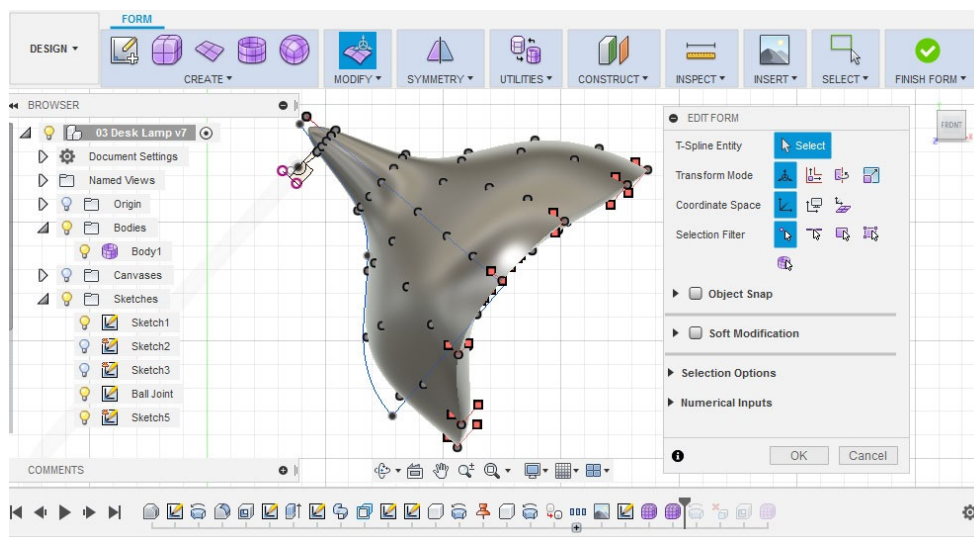 FORM
DESIGN ▾
CREATE ▾
MODIFY ▾
SYMMETRY ▾
UTILITIES ▾
CONSTRUCT ▾
INSPECT ▾
INSERT ▾
SELECT ▾
FINISH FORM ▾
BROWSER
03 Desk Lamp v7
Document Settings
Named Views
Origin
Bodies
Body1
Canvases
Sketches
Sketch1
Sketch2
Sketch3
Ball Joint
Sketch5
COMMENTS
FRONT
EDIT FORM
T-Spline Entity
Select
Transform Mode
Coordinate Space
Selection Filter
Object Snap
Soft Modification
Selection Options
Numerical Inputs
OK
Cancel